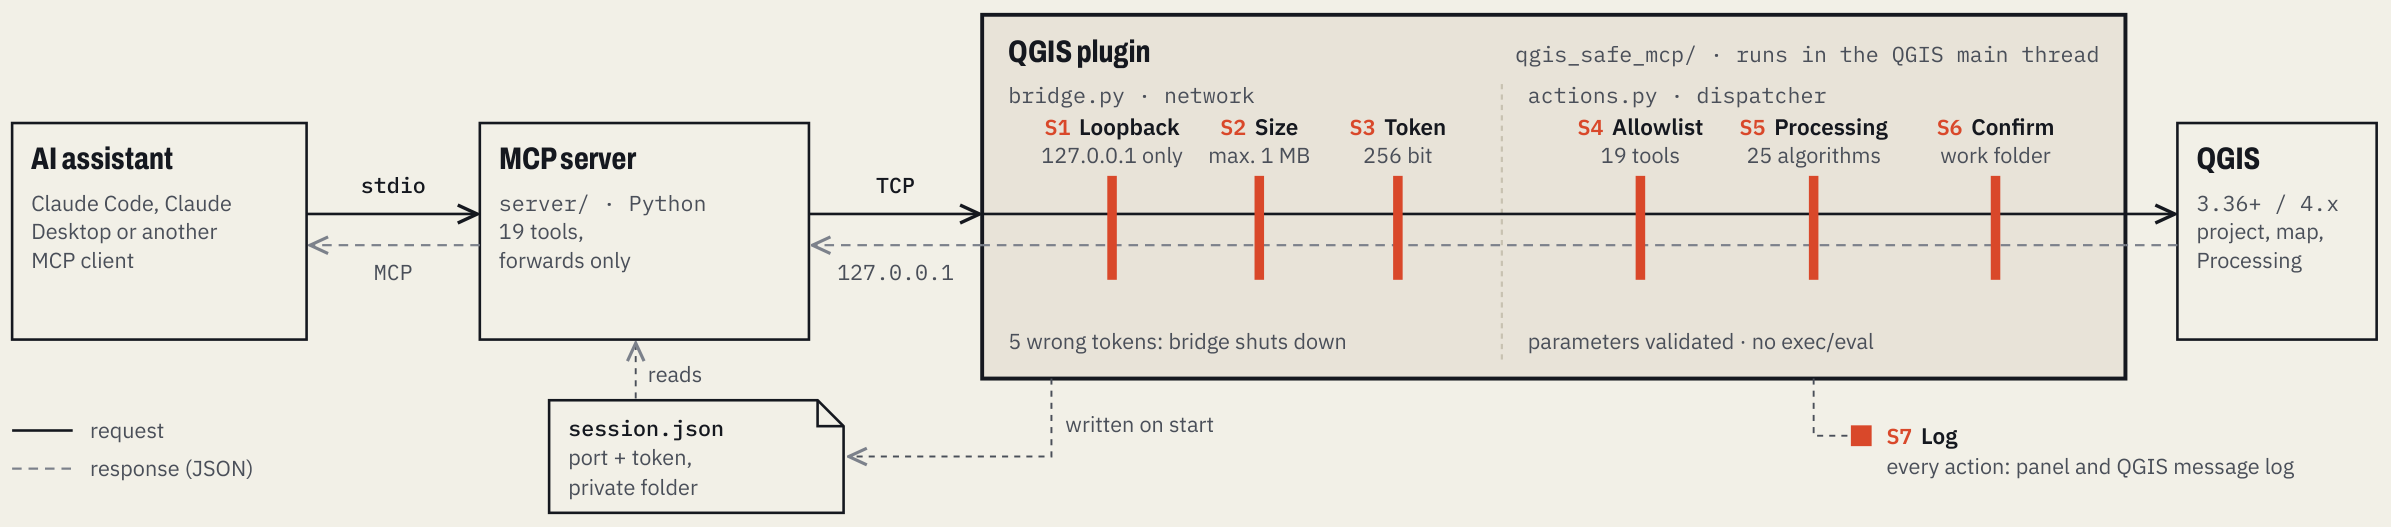 AI assistant
Claude Code, Claude
Desktop or another
MCP client
stdio
MCP
MCP server
server/ · Python
19 tools,
forwards only
TCP
127.0.0.1
QGIS plugin
qgis_safe_mcp/ · runs in the QGIS main thread
bridge.py · network
S1 Loopback
127.0.0.1 only
S2 Size
max. 1 MB
S3 Token
256 bit
5 wrong tokens: bridge shuts down
actions.py · dispatcher
S4 Allowlist
19 tools
S5 Processing
25 algorithms
S6 Confirm
work folder
parameters validated · no exec/eval
QGIS
3.36+ / 4.x
project, map,
Processing
reads
session.json
port + token,
private folder
written on start
S7 Log
every action: panel and QGIS message log
request
response (JSON)